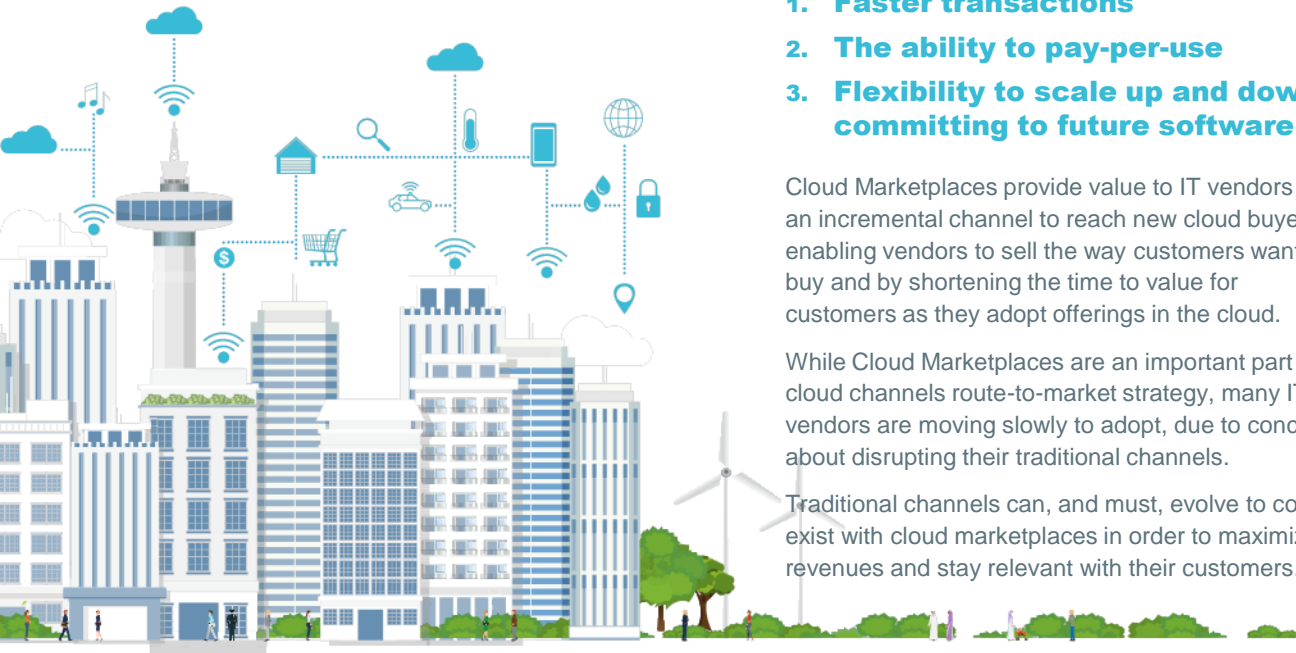 1. Faster transactions
2. The ability to pay-per-use
3. Flexibility to scale up and dow
committing to future software
Cloud Marketplaces provide value to IT vendors
an incremental channel to reach new cloud buye
enabling vendors to sell the way customers want
buy and by shortening the time to value for
customers as they adopt offerings in the cloud.
While Cloud Marketplaces are an important part
cloud channels route-to-market strategy, many IT
vendors are moving slowly to adopt, due to conc
about disrupting their traditional channels.
Traditional channels can, and must, evolve to co
exist with cloud marketplaces in order to maximiz
revenues and stay relevant with their customers.
$